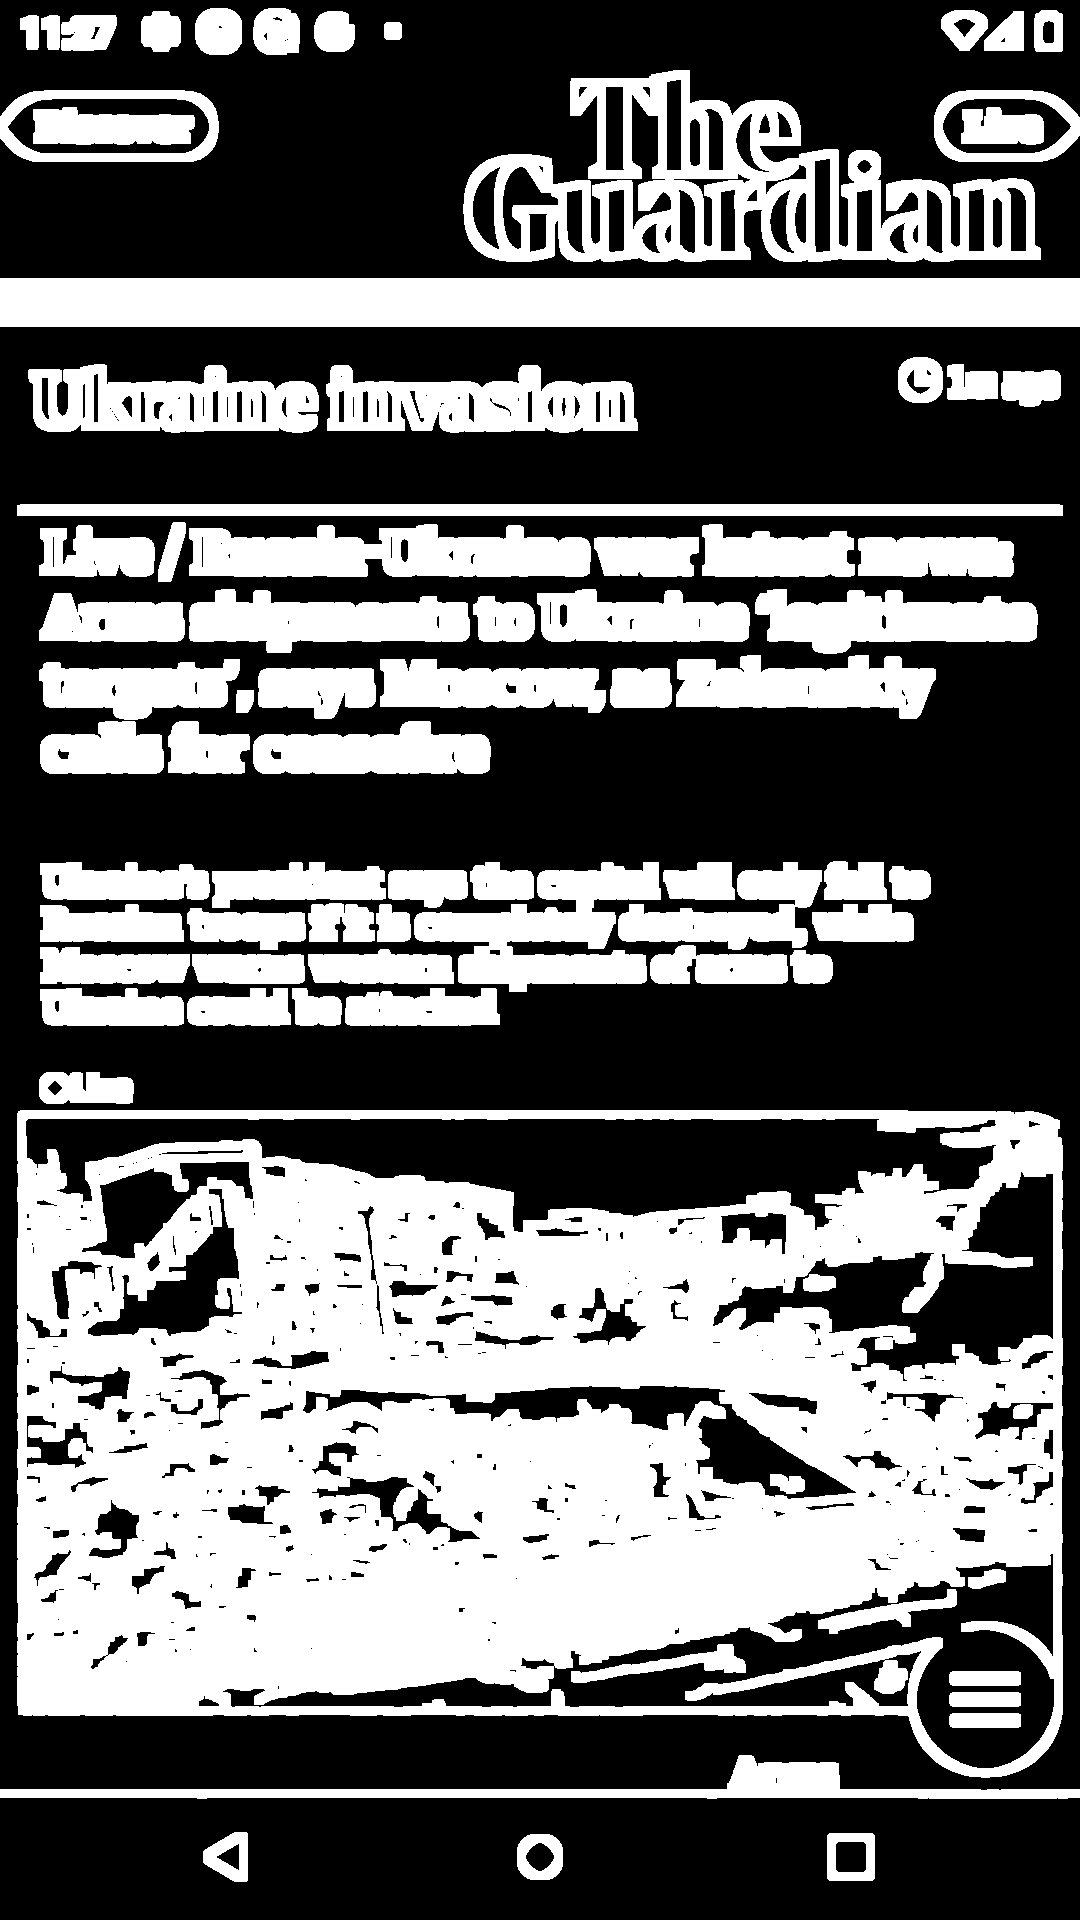 11:27
Discover
Live
The
Guardian
Ukraine invasion
1m ago
Live / Russia-Ukraine war latest news:
Arms shipments to Ukraine ‘legitimate
targets’, says Moscow, as Zelenskiy
calls for ceasefire
Ukraine's president says the capital will only fall to
Russian troops if it is completely destroyed, while
Moscow warns western shipments of arms to
Ukraine could be attacked
Live